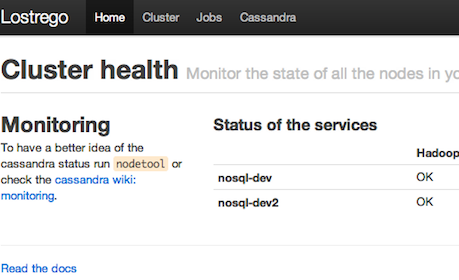 Lostrego Home Cluster Jobs Cassandra
Cluster health Monitor the state of all the nodes in
Monitoring
To have a better idea of the
cassandra status run nodetool or
check the cassandra wiki:
monitoring.
Status of the services
Hadoop
nosql-dev OK
nosql-dev2 OK
Read the docs